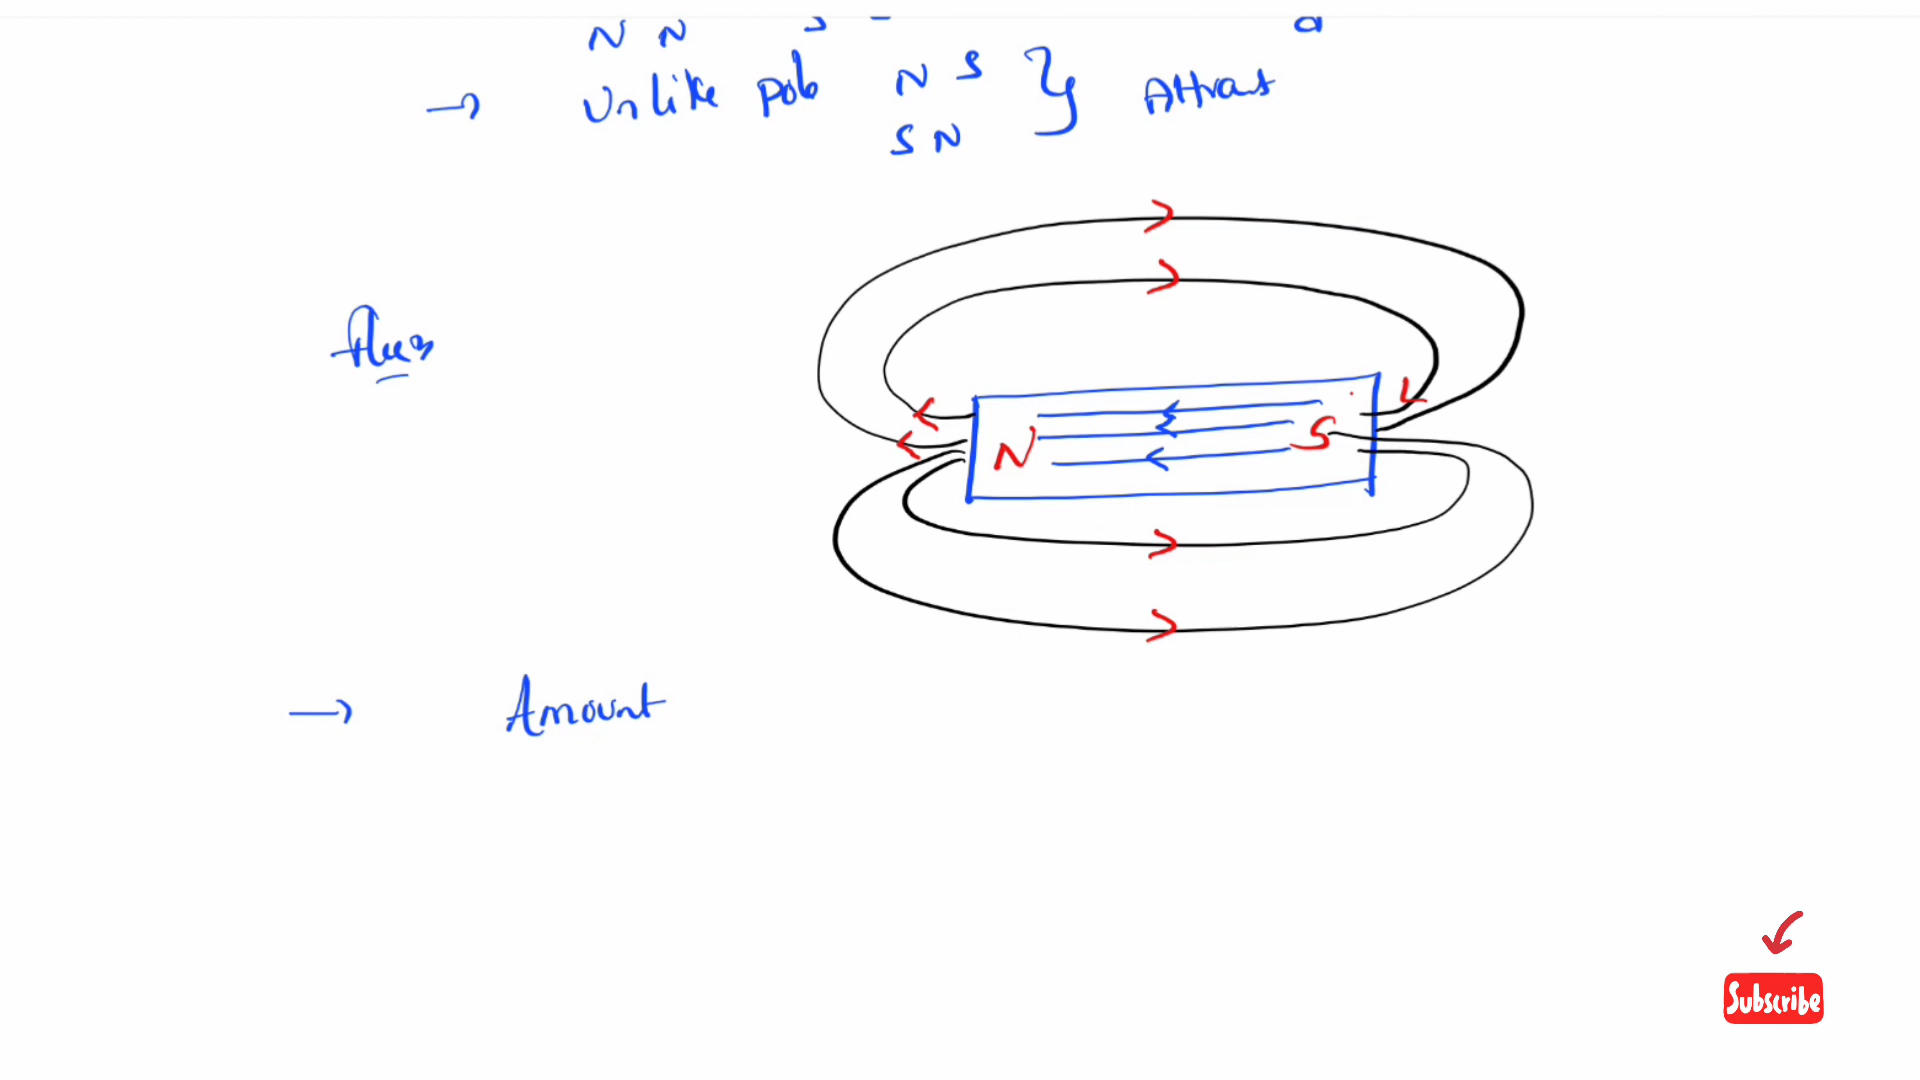 N N
→ Unlike pole N S } Attract
S N
flux
N S
→ Amount
Subscribe